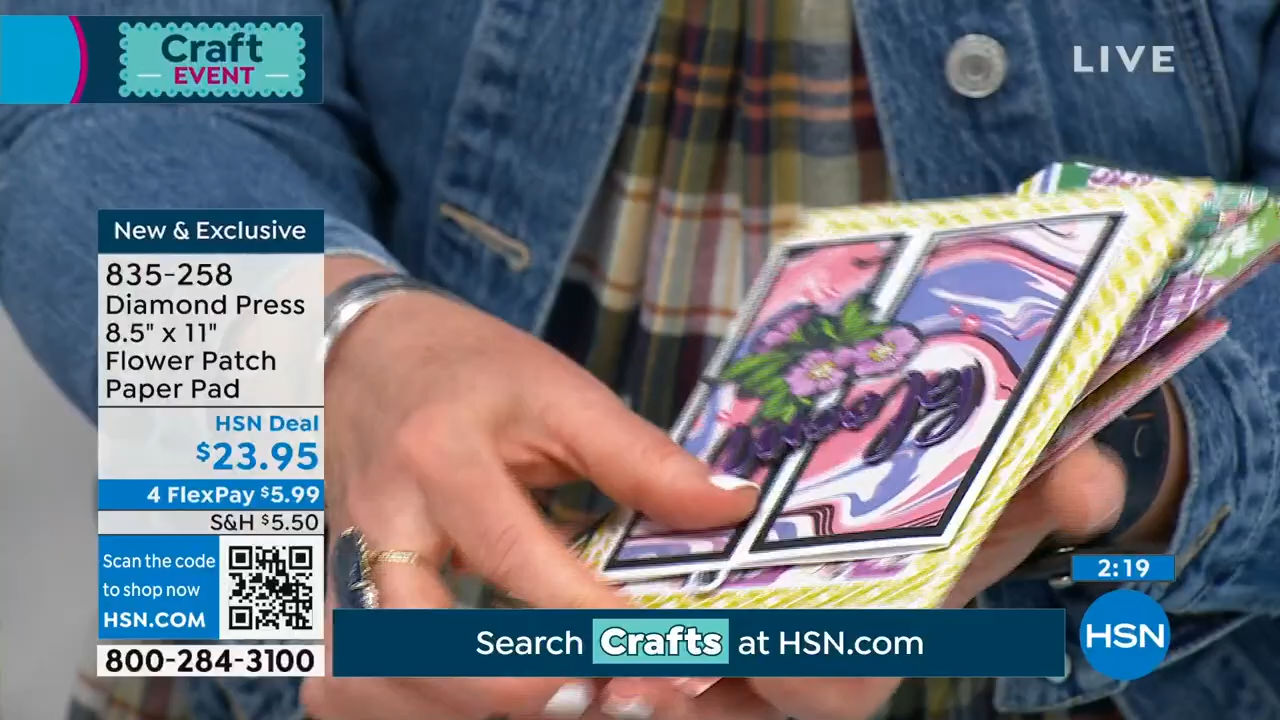 Craft
EVENT
LIVE
New & Exclusive
835-258
Diamond Press
8.5" x 11"
Flower Patch
Paper Pad
HSN Deal
$23.95
4 FlexPay $5.99
S&H $5.50
Scan the code
to shop now
HSN.COM
800-284-3100
Search Crafts at HSN.com
2:19
HSN